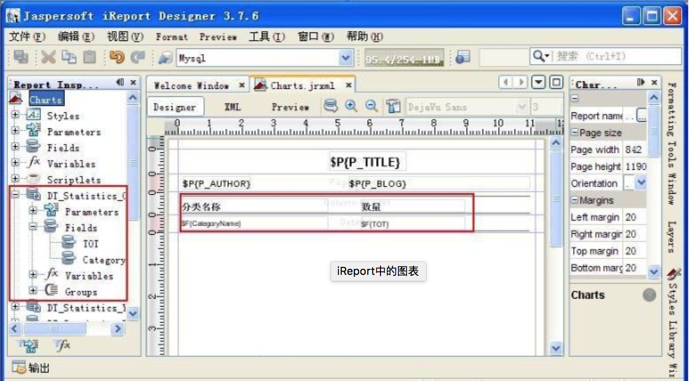 Jaspersoft iReport Designer 3.7.6
文件(F) 编辑(E) 视图(V) Format Preview 工具(I) 窗口(W) 帮助(H)
Mysql
95.4/254.1MB
搜索 (Ctrl+I)
Report Insp...
Welcome Window
Charts.jrxml
Char...
Charts
Styles
Parameters
Fields
Variables
Scriptlets
DI_Statistics_C
Parameters
Fields
TOT
Category
Variables
Groups
DI_Statistics_
Designer XML Preview
DejaVu Sans 3
0 1 2 3 4 5 6 7 8 9 10 11
$P{P_TITLE}
$P{P_AUTHOR} $P{P_BLOG}
分类名称 数量
$F{CategoryName} $F{TOT}
iReport中的图表
Report name
Page size
Page width 842
Page height 1190
Orientation
Margins
Left margin 20
Right margin 20
Top margin 20
Bottom marg 20
Charts
Formatting Tools Window
Layers
Styles Library Wi
输出